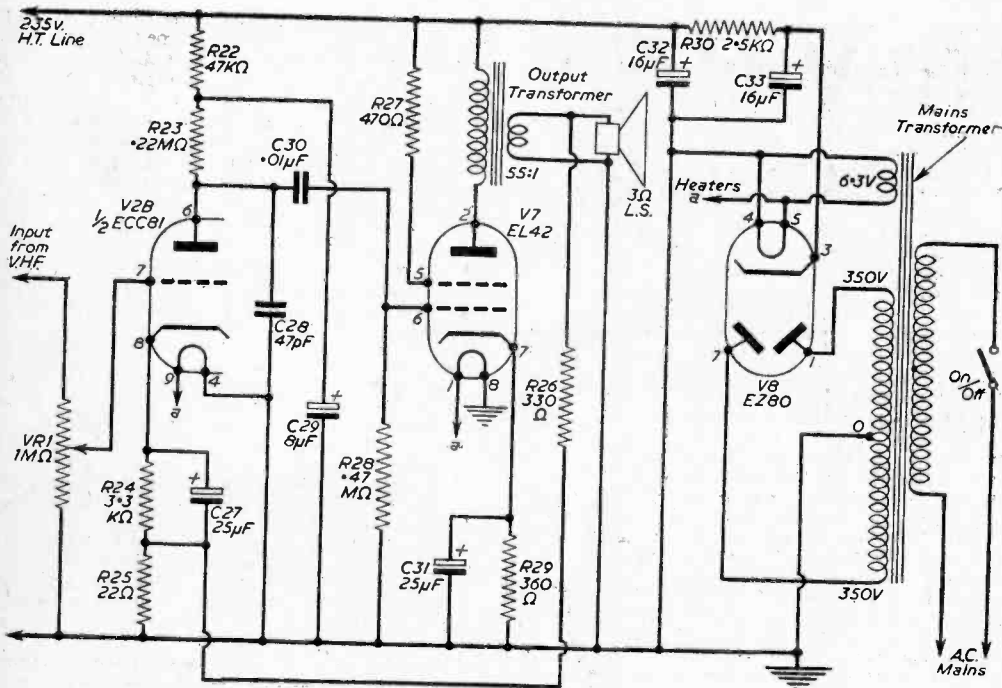 235v.
H.T. Line
R22
47KΩ
R23
·22MΩ
C30
·01µF
V2B
½ ECC81
6
7
8
9
4
a
Input
from
V.H.F.
VR1
1MΩ
R24
3·3
KΩ
C27
25µF
+
R25
22Ω
C28
47pF
C29
8µF
+
R27
470Ω
R28
·47
MΩ
Output
Transformer
55:1
3Ω
L.S.
V7
EL42
2
5
6
7
1
8
a
C31
25µF
+
R29
360
Ω
R26
330
Ω
C32
16µF
+
R30 2·5KΩ
C33
16µF
+
Mains
Transformer
6·3V
Heaters
a
4
5
3
7
1
V8
EZ80
350V
0
350V
On/Off
A.C.
Mains